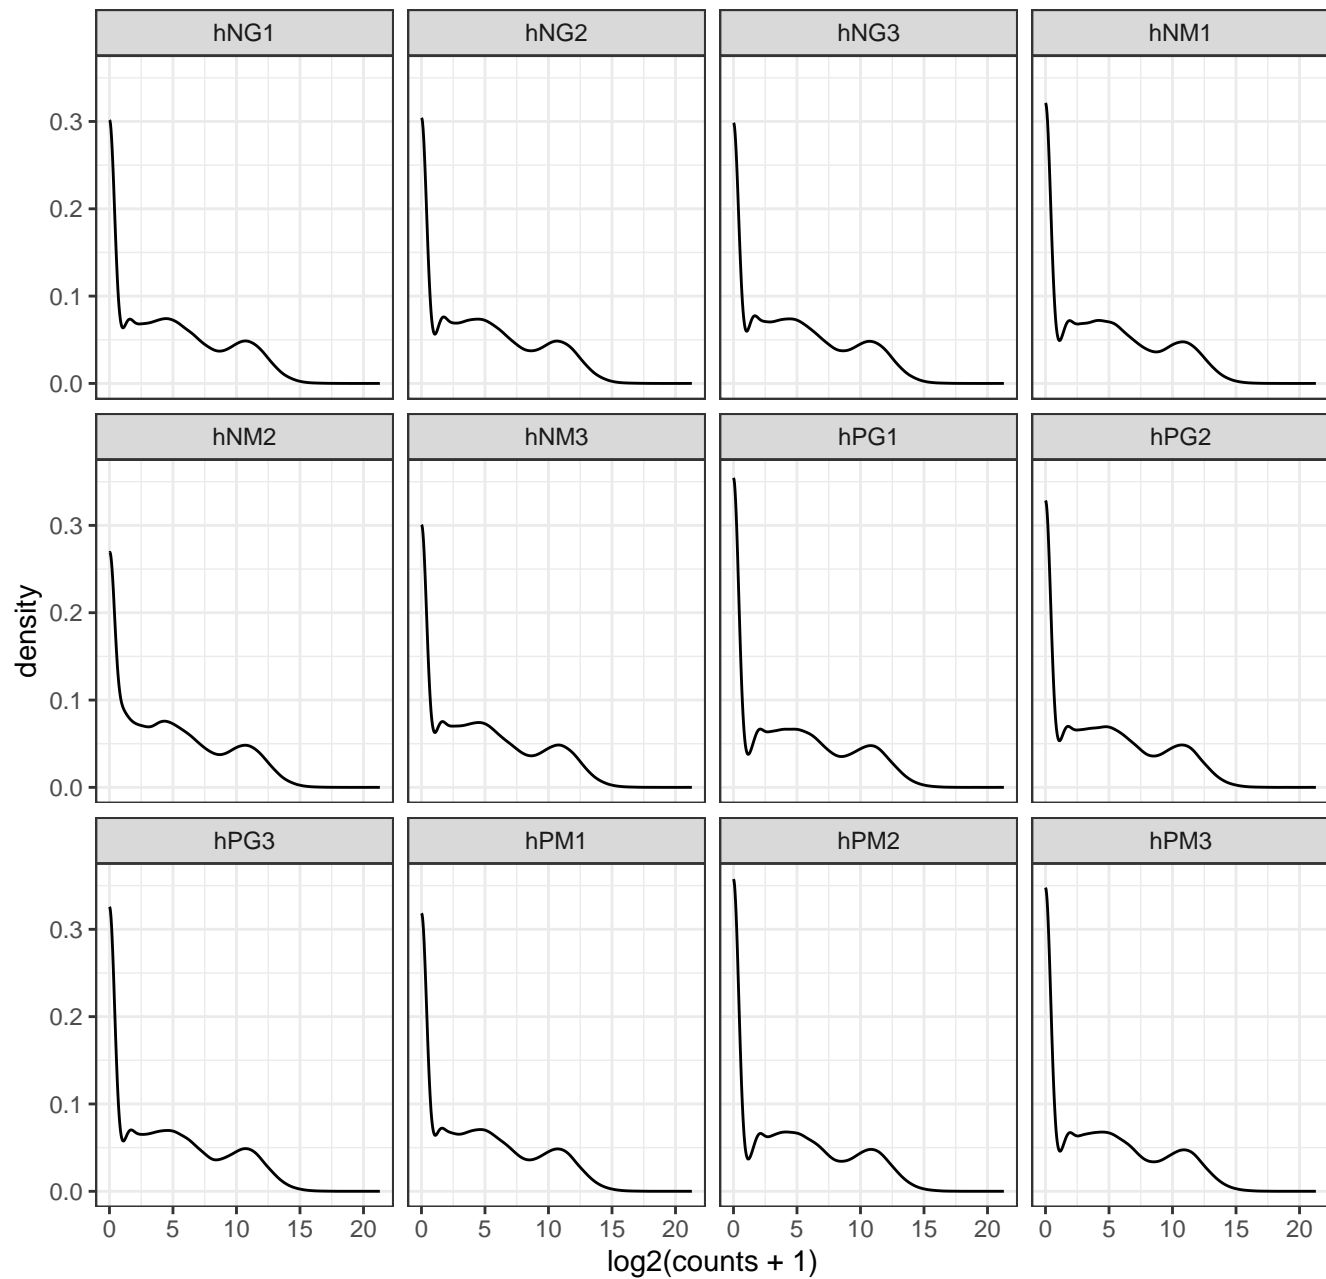 hNG1 hNG2 hNG3 hNM1
0.3
0.2
0.1
0.0
hNM2 hNM3 hPG1 hPG2
0.3
0.2
0.1
0.0
hPG3 hPM1 hPM2 hPM3
0.3
0.2
0.1
0.0
0 5 10 15 20 0 5 10 15 20 0 5 10 15 20 0 5 10 15 20
log2(counts + 1)
density